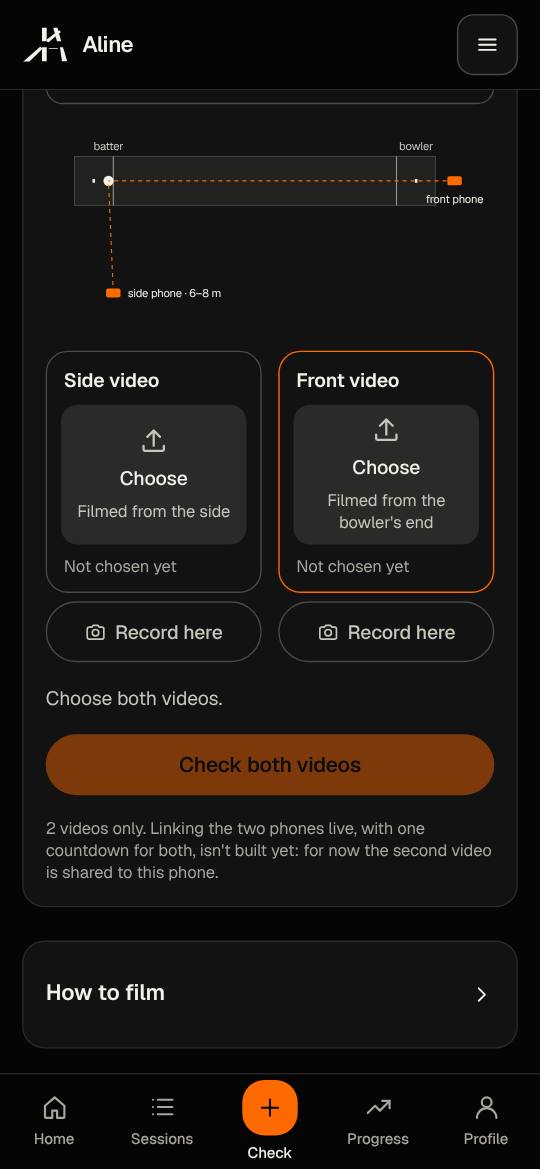 Aline
batter
bowler
front phone
side phone · 6–8 m
Side video
Front video
Choose
Filmed from the side
Choose
Filmed from the
bowler's end
Not chosen yet
Not chosen yet
Record here
Record here
Choose both videos.
Check both videos
2 videos only. Linking the two phones live, with one
countdown for both, isn't built yet: for now the second video
is shared to this phone.
How to film
Home
Sessions
Check
Progress
Profile